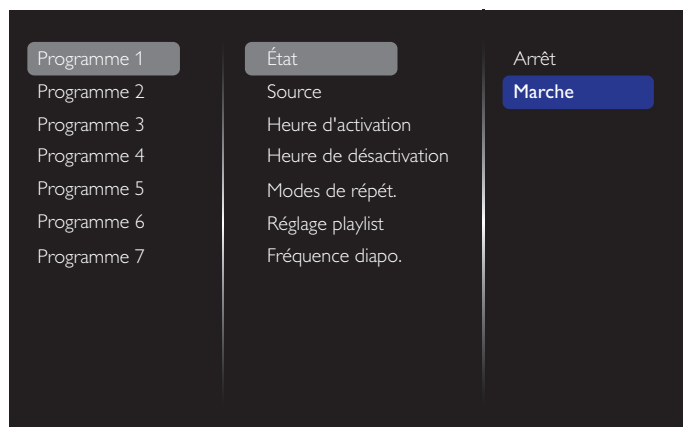 Programme 1
Programme 2
Programme 3
Programme 4
Programme 5
Programme 6
Programme 7
État
Source
Heure d'activation
Heure de désactivation
Modes de répét.
Réglage playlist
Fréquence diapo.
Arrêt
Marche